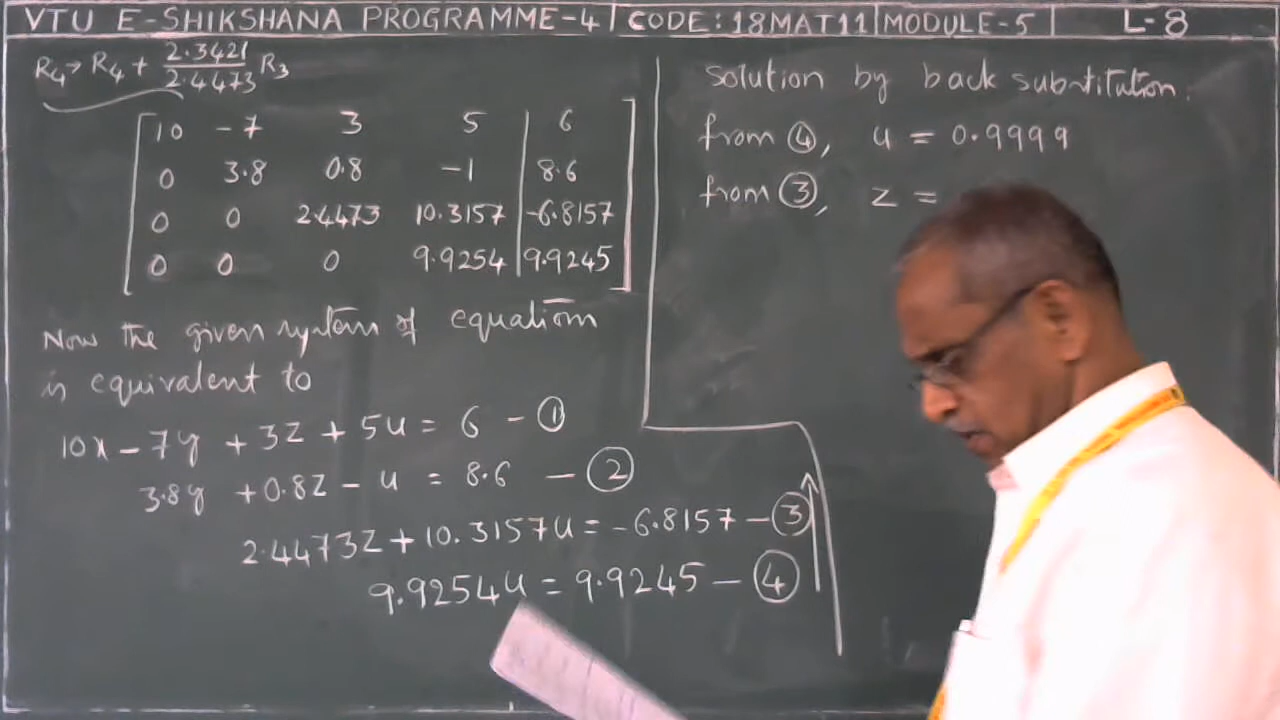 VTU E-SHIKSHANA PROGRAMME-4 | CODE:18MAT11 | MODULE-5 | L-8
R₄→ R₄ + 2.3421/2.4473 R₃
10 -7 3 5 | 6
0 3.8 0.8 -1 | 8.6
0 0 2.4473 10.3157 | -6.8157
0 0 0 9.9254 | 9.9245
Now the given system of equations
is equivalent to
10x - 7y + 3z + 5u = 6 - ①
3.8y + 0.8z - u = 8.6 - ②
2.4473z + 10.3157u = -6.8157 - ③
9.9254u = 9.9245 - ④
solution by back substitution.
from ④, u = 0.9999
from ③, z =